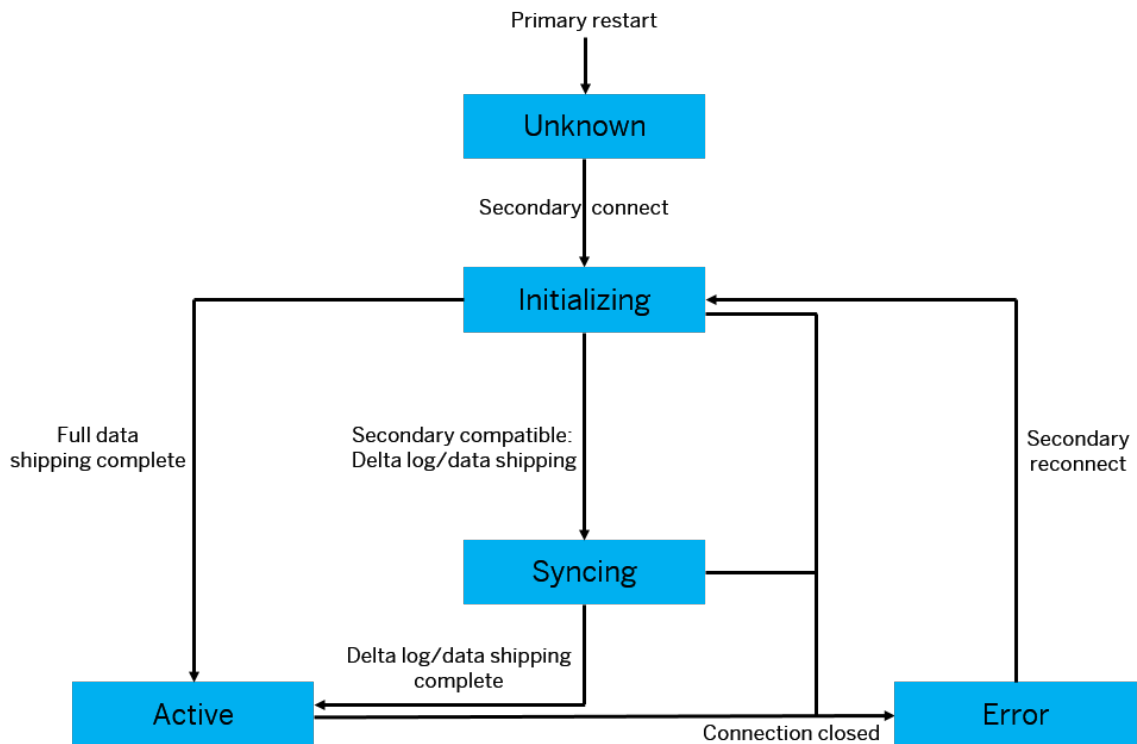 Primary restart
Unknown
Secondary connect
Initializing
Full data
shipping complete
Secondary compatible:
Delta log/data shipping
Secondary
reconnect
Syncing
Delta log/data shipping
complete
Active
Connection closed
Error